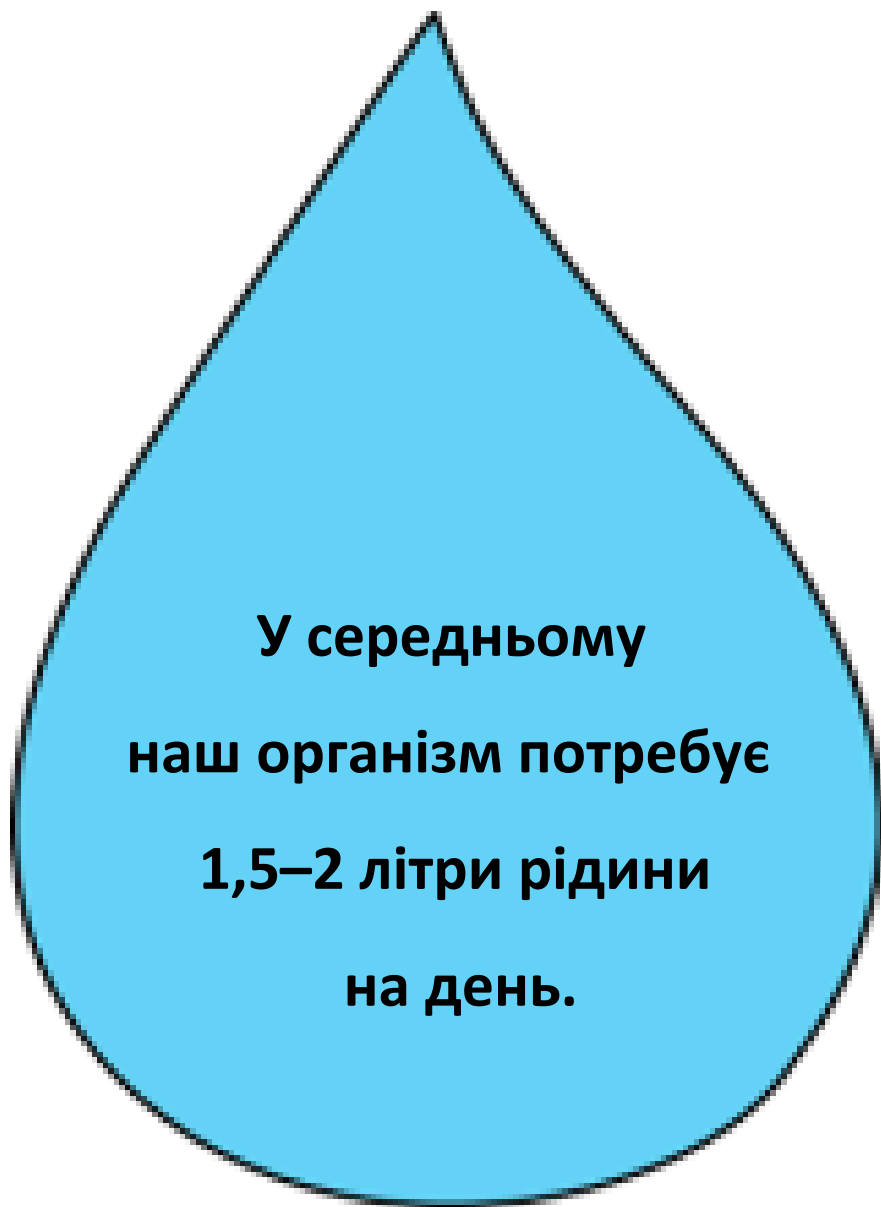 У середньому
наш організм потребує
1,5–2 літри рідини
на день.